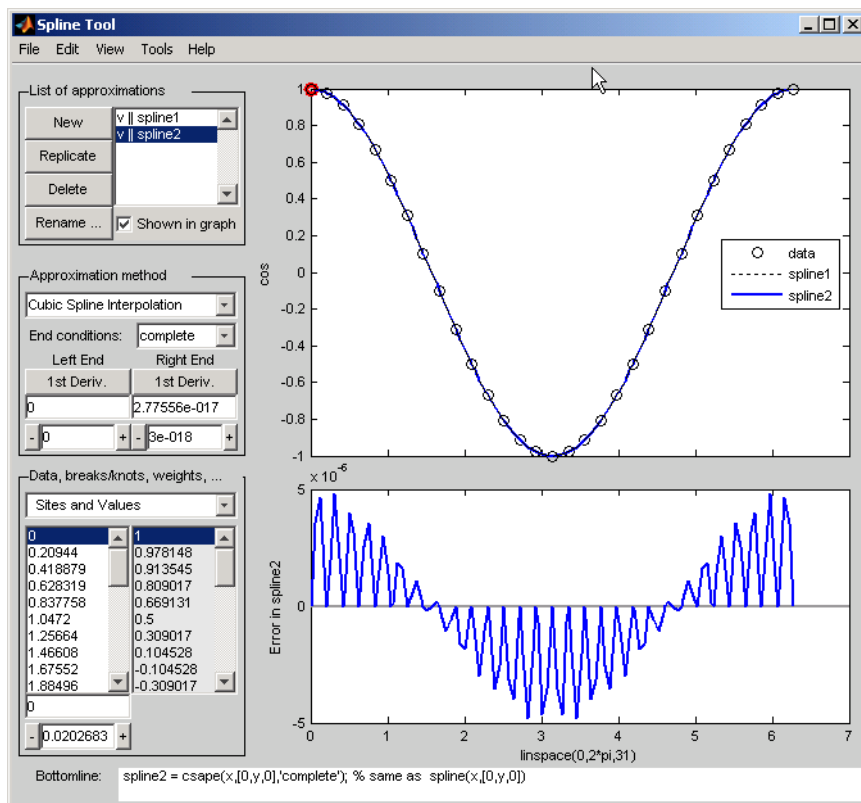 Spline Tool
File Edit View Tools Help
List of approximations
New
Replicate
Delete
Rename ...
v || spline1
v || spline2
Shown in graph
Approximation method
Cubic Spline Interpolation
End conditions: complete
Left End Right End
1st Deriv. 1st Deriv.
0 2.77556e-017
- 0 + - 3e-018 +
Data, breaks/knots, weights, ...
Sites and Values
0 1
0.20944 0.978148
0.418879 0.913545
0.628319 0.809017
0.837758 0.669131
1.0472 0.5
1.25664 0.309017
1.46608 0.104528
1.67552 -0.104528
1.88496 -0.309017
0
- 0.0202683 +
1
0.8
0.6
0.4
0.2
0
-0.2
-0.4
-0.6
-0.8
-1
cos
data
spline1
spline2
x 10-6
5
0
-5
Error in spline2
0 1 2 3 4 5 6 7
linspace(0,2*pi,31)
Bottomline: spline2 = csape(x,[0,y,0],'complete'); % same as spline(x,[0,y,0])